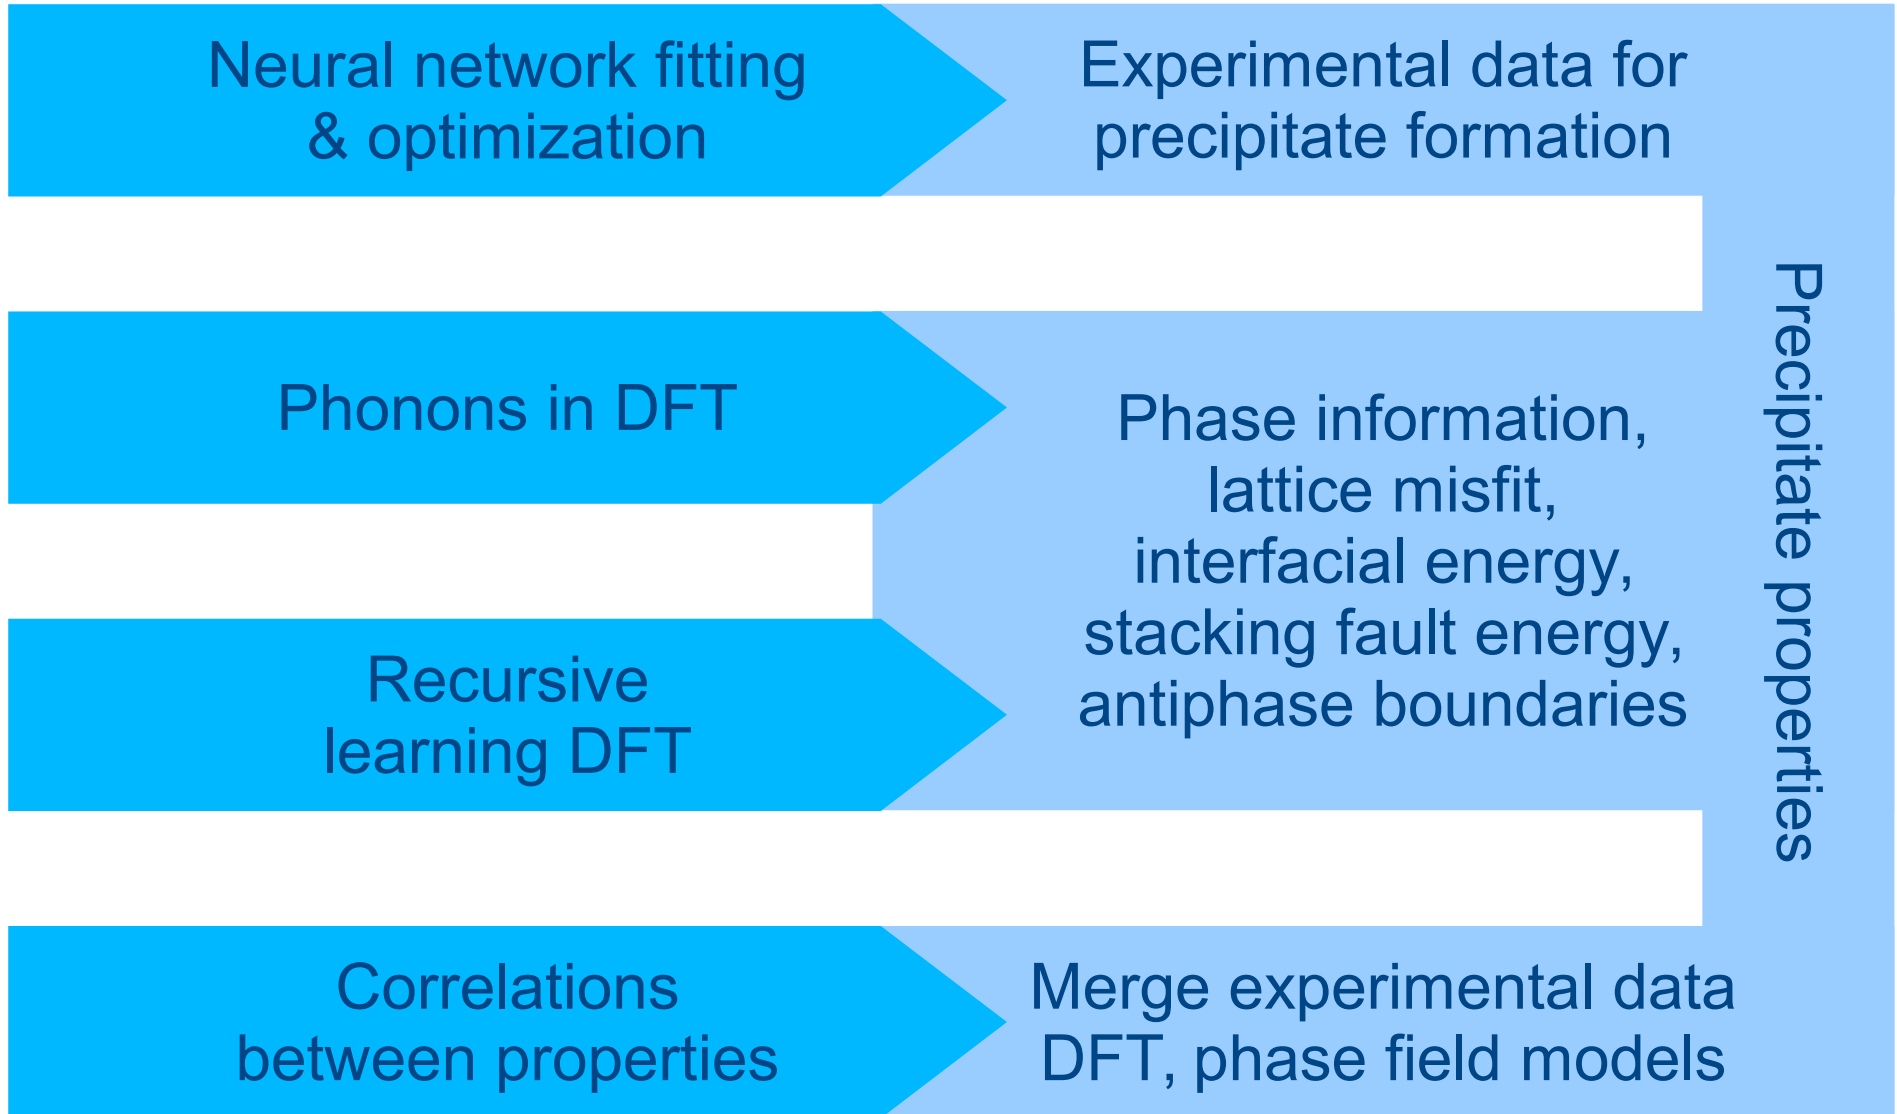 Neural network fitting
& optimization
Experimental data for
precipitate formation
Phonons in DFT
Phase information,
lattice misfit,
interfacial energy,
stacking fault energy,
antiphase boundaries
Recursive
learning DFT
Correlations
between properties
Merge experimental data
DFT, phase field models
Precipitate properties